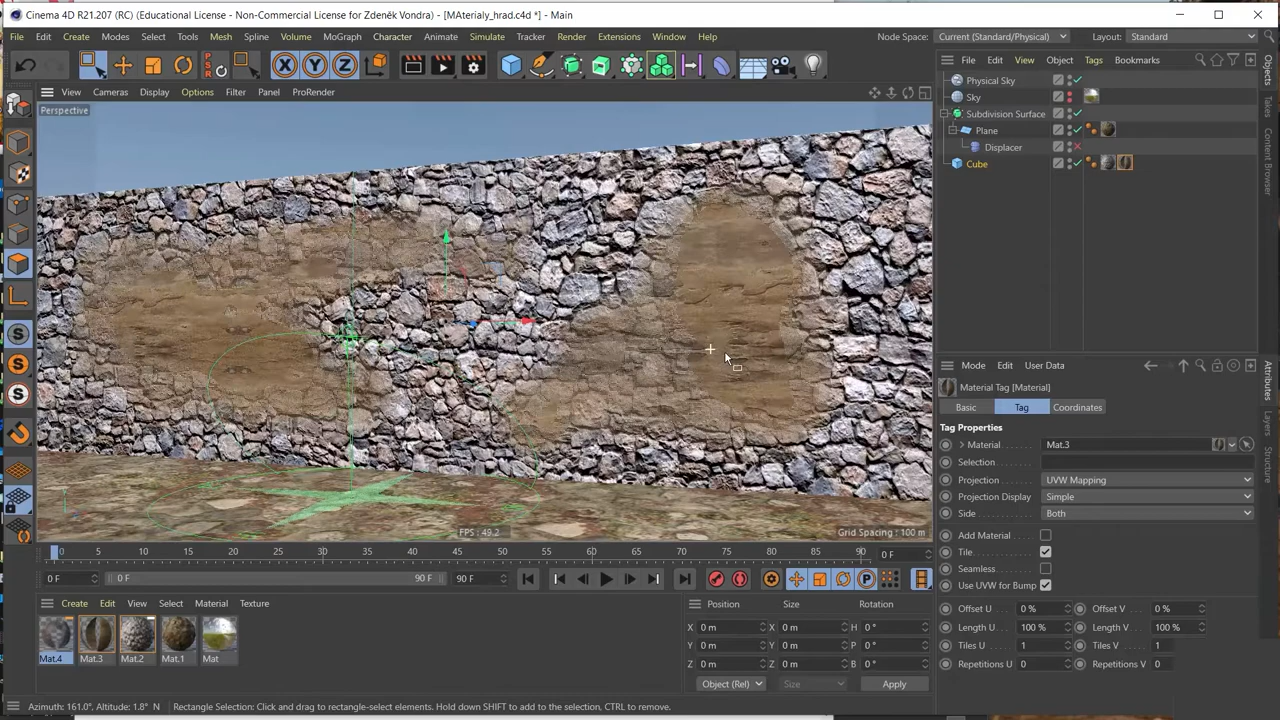 Cinema 4D R21.207 (RC) (Educational License - Non-Commercial License for Zdeněk Vondra) - [MAterialy_hrad.c4d *] - Main
File Edit Create Modes Select Tools Mesh Spline Volume MoGraph Character Animate Simulate Tracker Render Extensions Window Help
Node Space: Current (Standard/Physical) Layout: Standard
PSR X Y Z
File Edit View Object Tags Bookmarks
View Cameras Display Options Filter Panel ProRender
Perspective
Physical Sky
Sky
Subdivision Surface
Plane
Displacer
Cube
Objects
Takes
Content Browser
FPS : 49.2
Grid Spacing : 100 m
Mode Edit User Data
Material Tag [Material]
Basic Tag Coordinates
Tag Properties
Material Mat.3
Selection
Projection UVW Mapping
Projection Display Simple
Side Both
Add Material
Tile
Seamless
Use UVW for Bump
Offset U 0 % Offset V 0 %
Length U 100 % Length V 100 %
Tiles U 1 Tiles V 1
Repetitions U 0 Repetitions V 0
Attributes
Layers
Structure
0 5 10 15 20 25 30 35 40 45 50 55 60 65 70 75 80 85 90 0 F
0 F 0 F 90 F 90 F
Create Edit View Select Material Texture
Mat.4 Mat.3 Mat.2 Mat.1 Mat
Position Size Rotation
X 0 m X 0 m H 0 °
Y 0 m Y 0 m P 0 °
Z 0 m Z 0 m B 0 °
Object (Rel) Size Apply
Azimuth: 161.0°, Altitude: 1.8° N Rectangle Selection: Click and drag to rectangle-select elements. Hold down SHIFT to add to the selection, CTRL to remove.